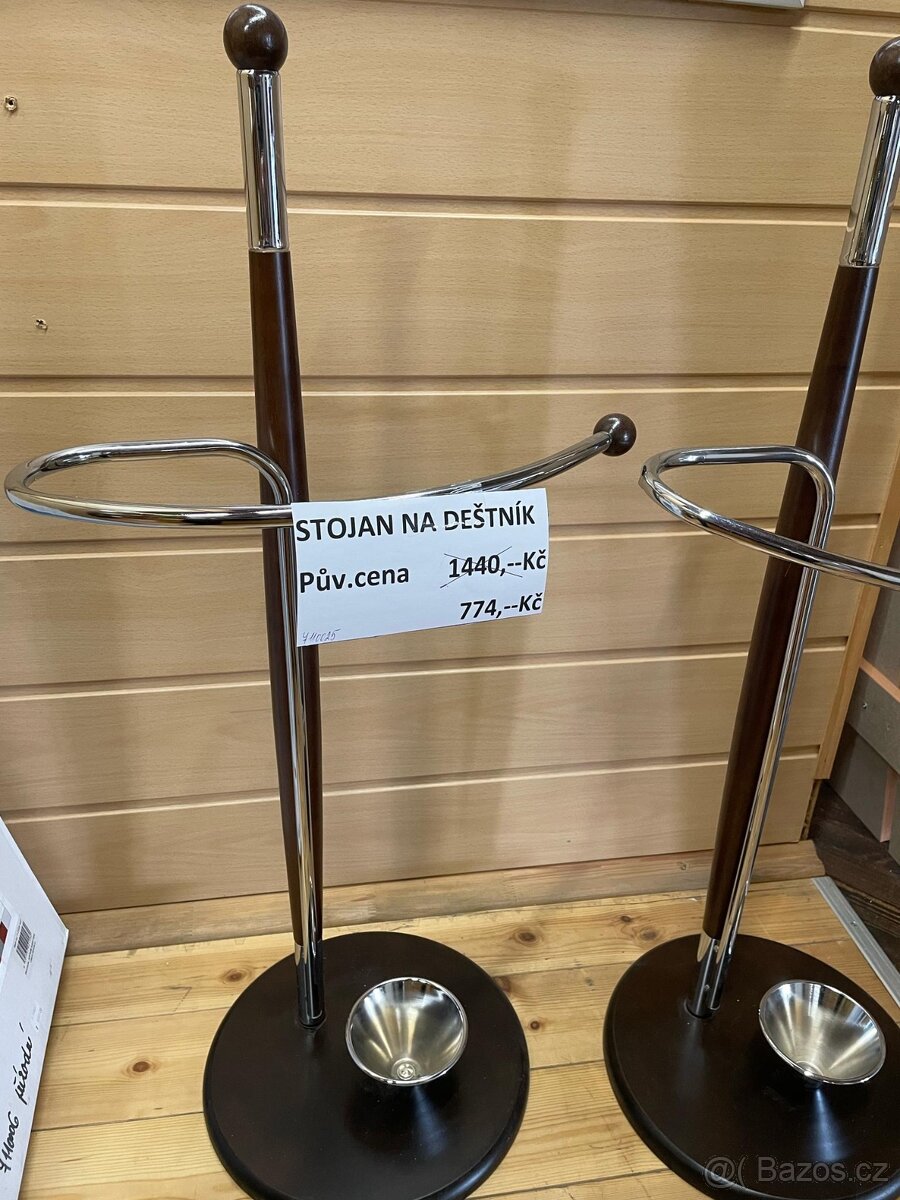 STOJAN NA DEŠTNÍK
Pův.cena 1440,--Kč
774,--Kč
@( Bazos.cz